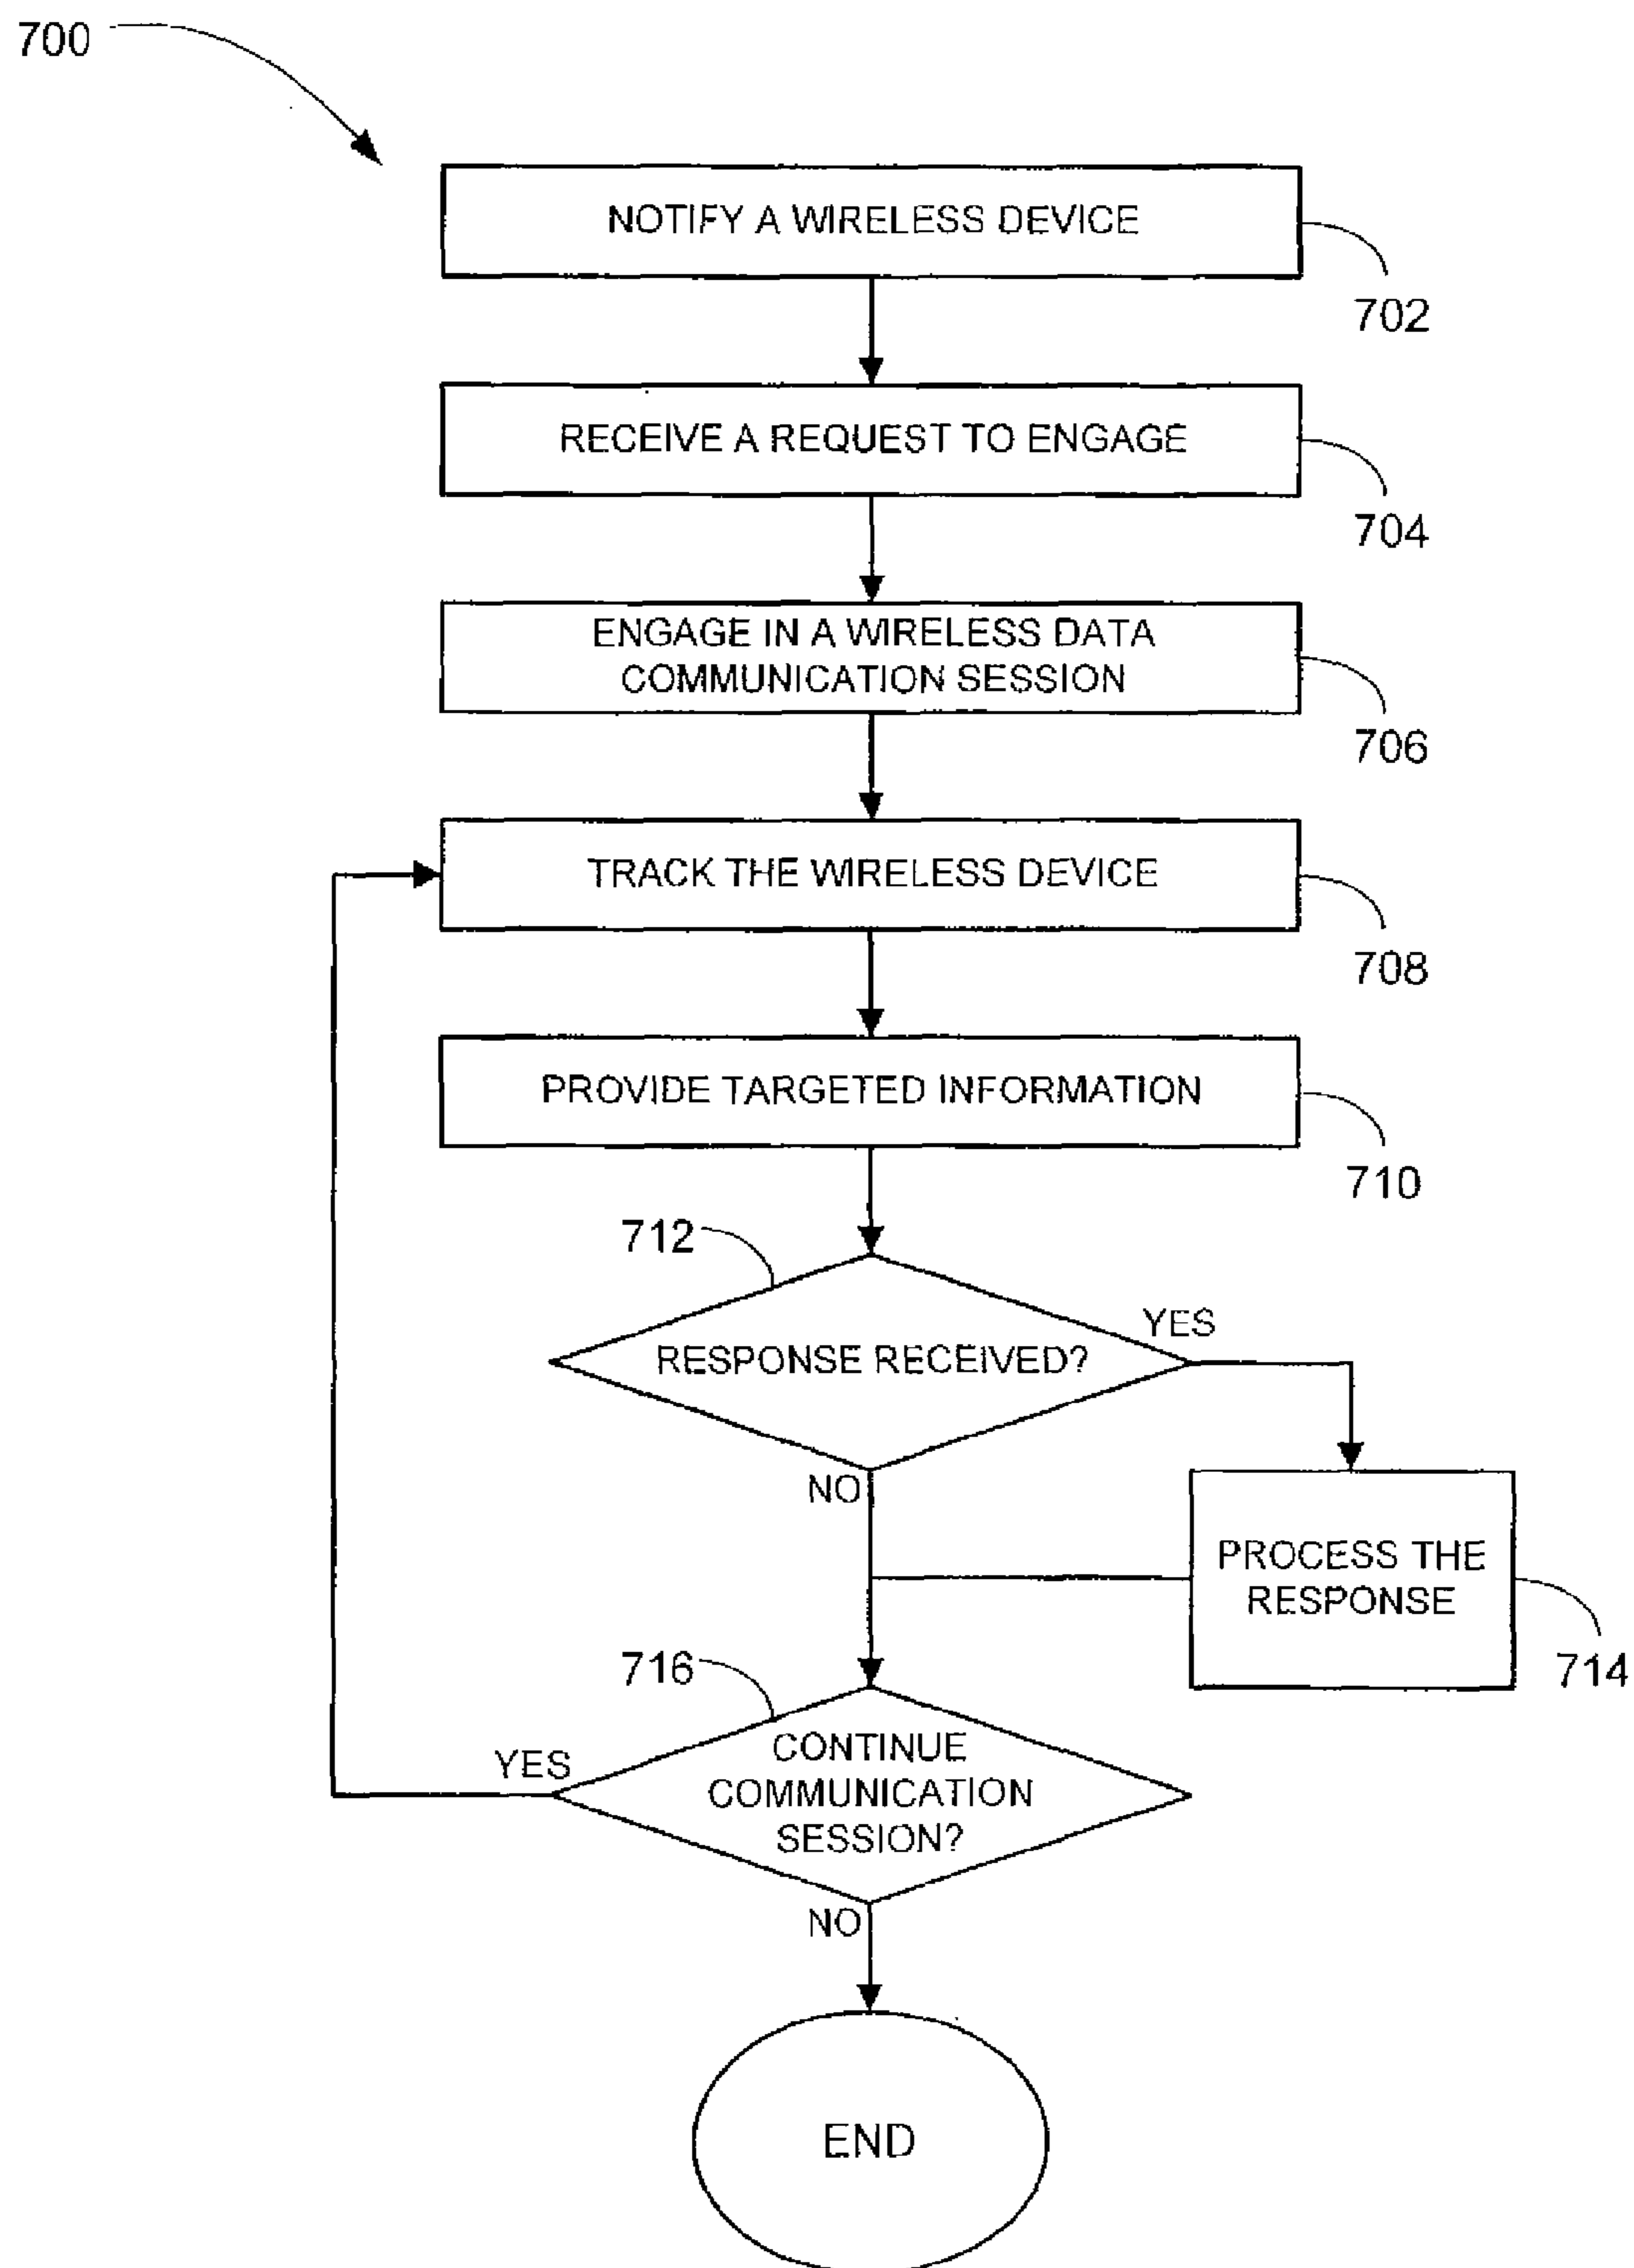 700
NOTIFY A WIRELESS DEVICE
702
RECEIVE A REQUEST TO ENGAGE
704
ENGAGE IN A WIRELESS DATA
COMMUNICATION SESSION
706
TRACK THE WIRELESS DEVICE
708
PROVIDE TARGETED INFORMATION
710
712
YES
RESPONSE RECEIVED?
NO
PROCESS THE
RESPONSE
714
716
YES
CONTINUE
COMMUNICATION
SESSION?
NO
END